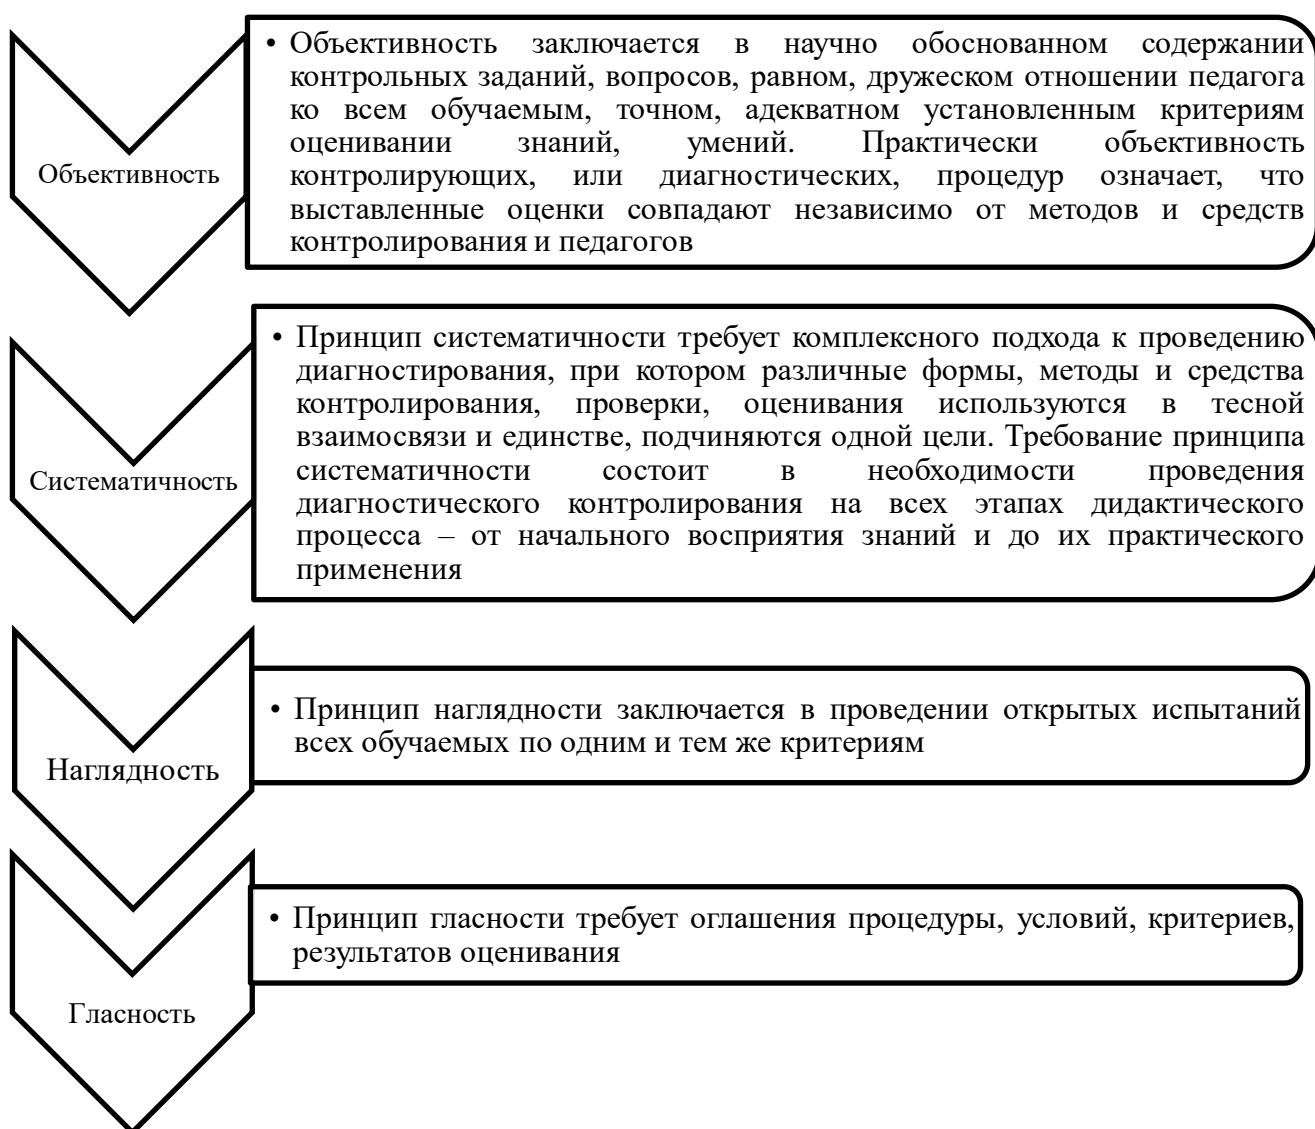 Объективность
• Объективность заключается в научно обоснованном содержании
контрольных заданий, вопросов, равном, дружеском отношении педагога
ко всем обучаемым, точном, адекватном установленным критериям
оценивании знаний, умений. Практически объективность
контролирующих, или диагностических, процедур означает, что
выставленные оценки совпадают независимо от методов и средств
контролирования и педагогов
Систематичность
• Принцип систематичности требует комплексного подхода к проведению
диагностирования, при котором различные формы, методы и средства
контролирования, проверки, оценивания используются в тесной
взаимосвязи и единстве, подчиняются одной цели. Требование принципа
систематичности состоит в необходимости проведения
диагностического контролирования на всех этапах дидактического
процесса – от начального восприятия знаний и до их практического
применения
Наглядность
• Принцип наглядности заключается в проведении открытых испытаний
всех обучаемых по одним и тем же критериям
Гласность
• Принцип гласности требует оглашения процедуры, условий, критериев,
результатов оценивания